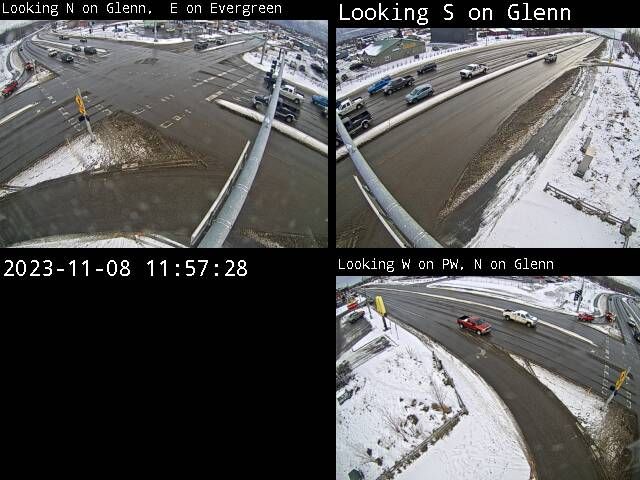 Looking N on Glenn, E on Evergreen
Looking S on Glenn
2023-11-08 11:57:28
Looking W on PW, N on Glenn